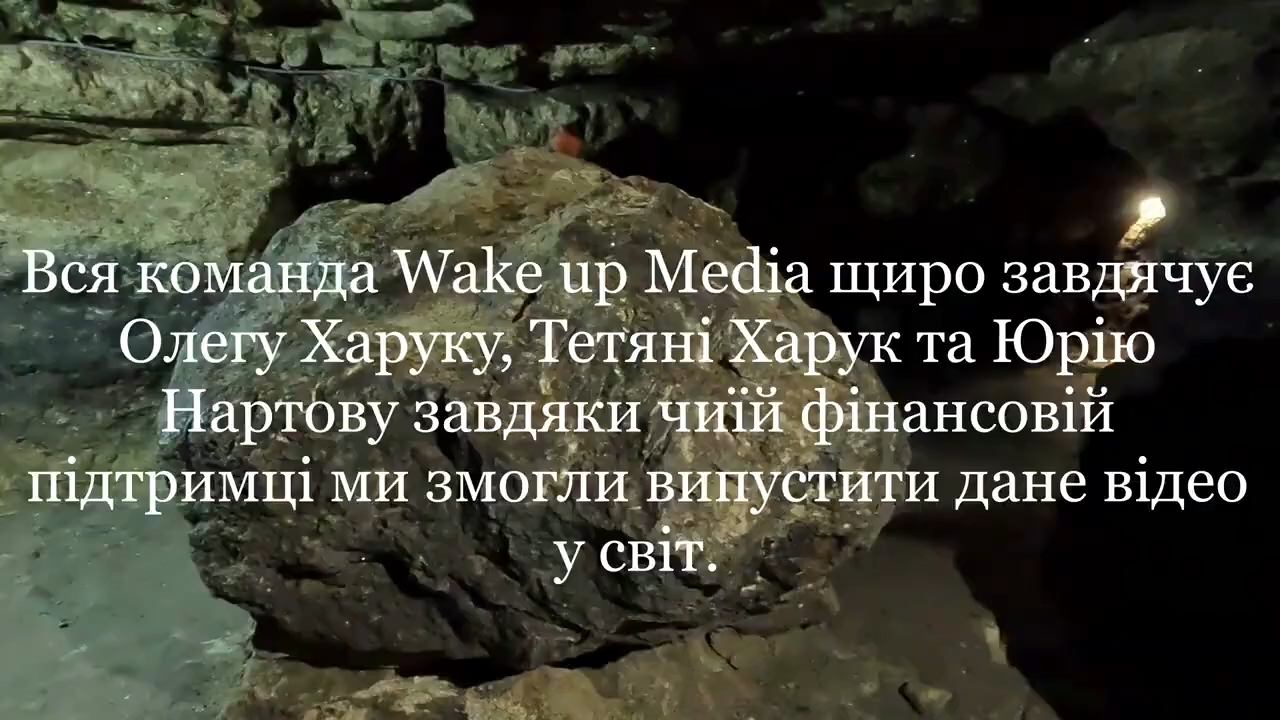 Вся команда Wake up Media щиро завдячує
Олегу Харуку, Тетяні Харук та Юрію
Нартову завдяки чиїй фінансовій
підтримці ми змогли випустити дане відео
у світ.